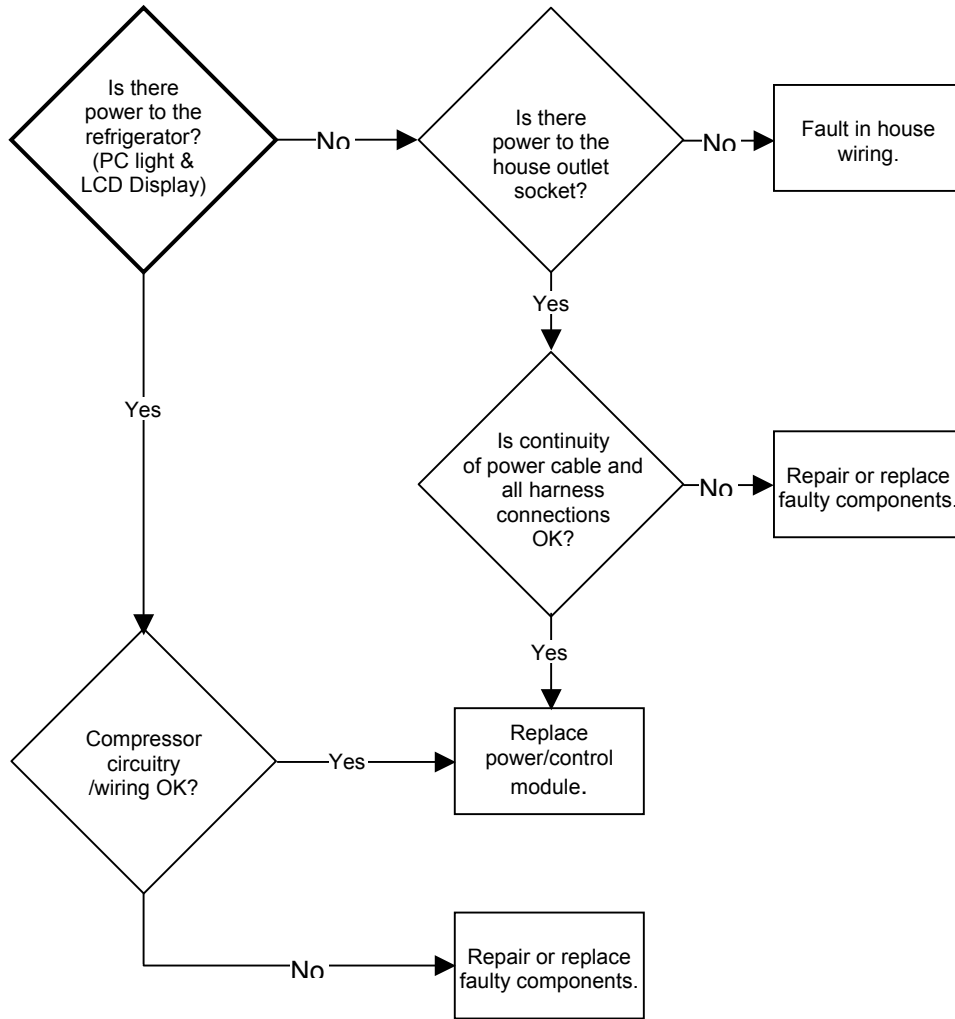 Is there
power to the
refrigerator?
(PC light &
LCD Display)
No
Is there
power to the
house outlet
socket?
No
Fault in house
wiring.
Yes
Yes
Is continuity
of power cable and
all harness
connections
OK?
No
Repair or replace
faulty components.
Yes
Compressor
circuitry
/wiring OK?
Yes
Replace
power/control
module.
No
Repair or replace
faulty components.